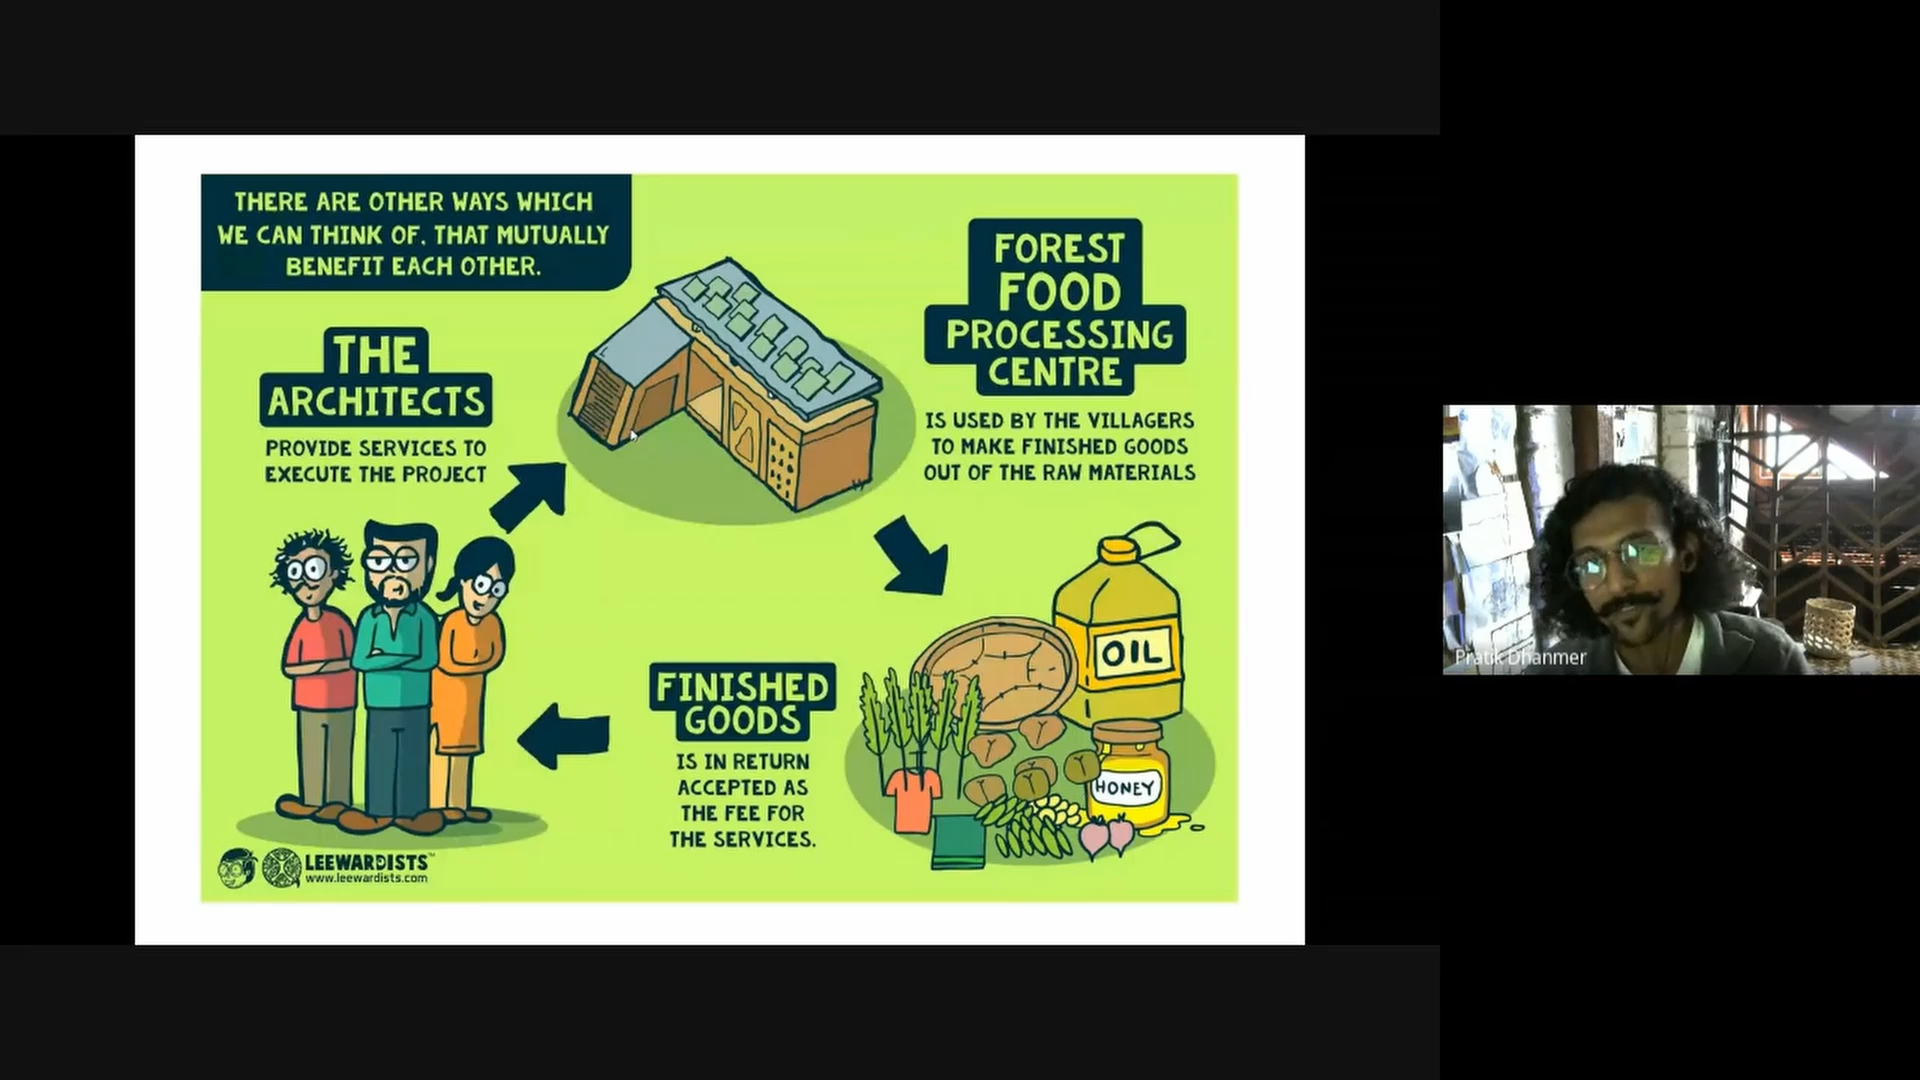 THERE ARE OTHER WAYS WHICH
WE CAN THINK OF. THAT MUTUALLY
BENEFIT EACH OTHER.
THE
ARCHITECTS
PROVIDE SERVICES TO
EXECUTE THE PROJECT
FOREST
FOOD
PROCESSING
CENTRE
IS USED BY THE VILLAGERS
TO MAKE FINISHED GOODS
OUT OF THE RAW MATERIALS
OIL
HONEY
FINISHED
GOODS
IS IN RETURN
ACCEPTED AS
THE FEE FOR
THE SERVICES.
LEEWARDISTS™
www.leewardists.com
Pratik Dhanmer